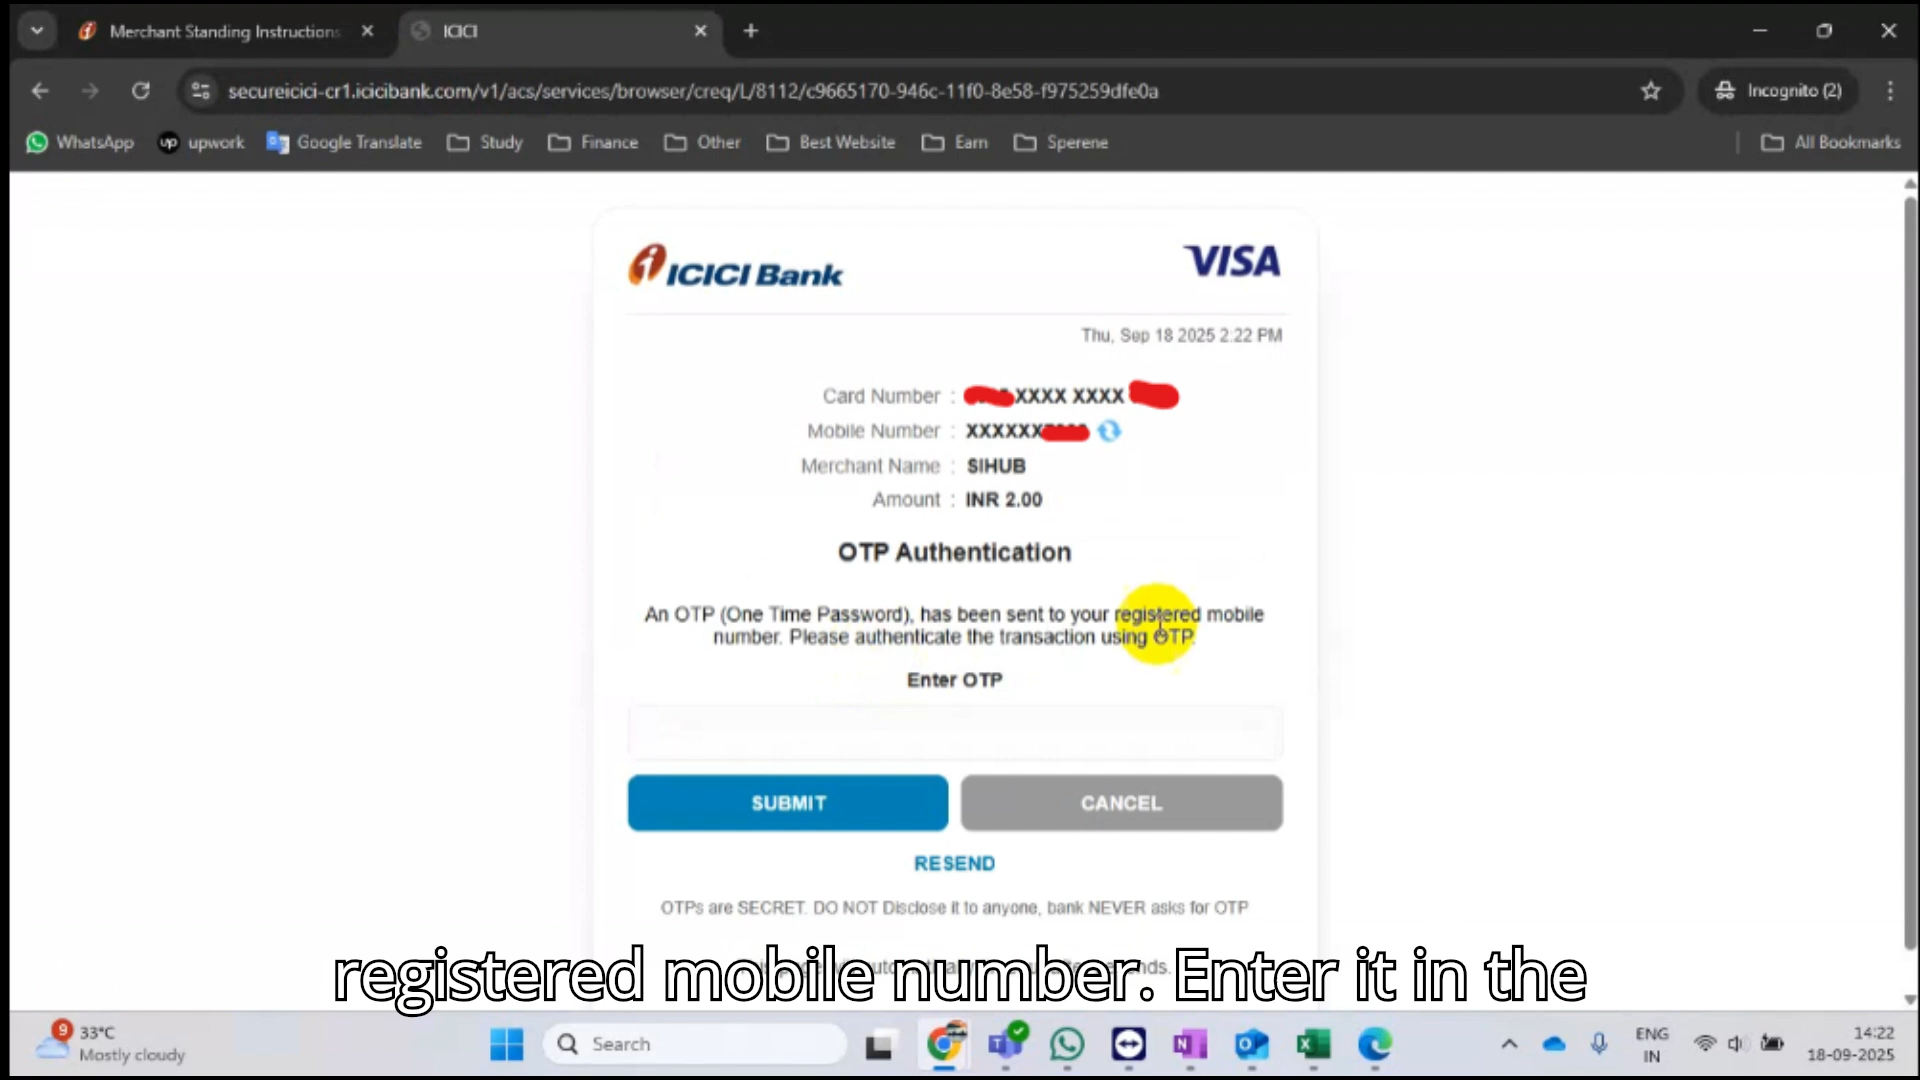 Merchant Standing Instructions
ICICI
secureicici-cr1.icicibank.com/v1/acs/services/browser/creq/L/8112/c9665170-946c-11f0-8e58-f975259dfe0a
Incognito (2)
WhatsApp
up upwork
Google Translate
Study
Finance
Other
Best Website
Earn
Sperene
All Bookmarks
ICICI Bank
VISA
Thu, Sep 18 2025 2:22 PM
Card Number : XXXX XXXX
Mobile Number : XXXXXX
Merchant Name : SIHUB
Amount : INR 2.00
OTP Authentication
An OTP (One Time Password), has been sent to your registered mobile
number. Please authenticate the transaction using OTP.
Enter OTP
SUBMIT
CANCEL
RESEND
OTPs are SECRET. DO NOT Disclose it to anyone, bank NEVER asks for OTP
registered mobile number. Enter it in the
9
33°C
Mostly cloudy
Search
ENG
IN
14:22
18-09-2025